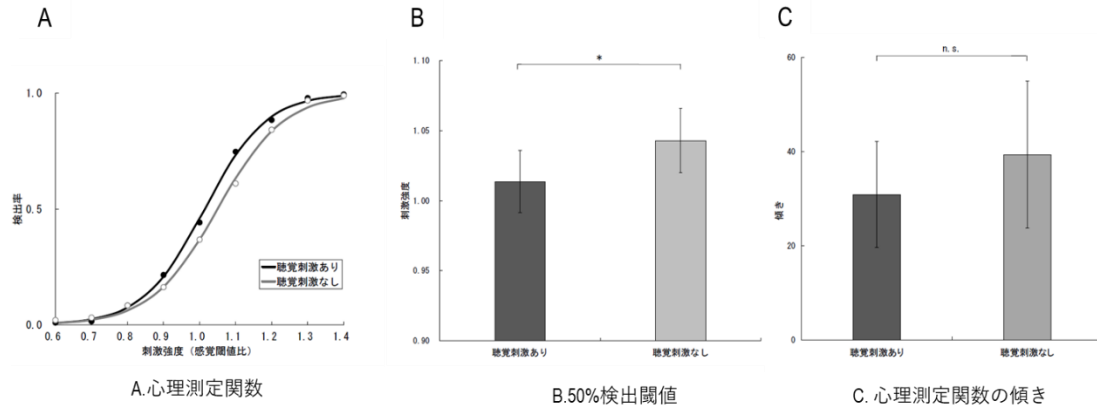 A
検出率
1.0
0.5
0.0
0.6 0.7 0.8 0.9 1.0 1.1 1.2 1.3 1.4
刺激強度（感覚閾値比）
聴覚刺激あり
聴覚刺激なし
A.心理測定関数
B
刺激強度
1.10
1.05
1.00
0.95
0.90
*
聴覚刺激あり 聴覚刺激なし
B.50%検出閾値
C
傾き
60
40
20
0
n.s.
聴覚刺激あり 聴覚刺激なし
C. 心理測定関数の傾き